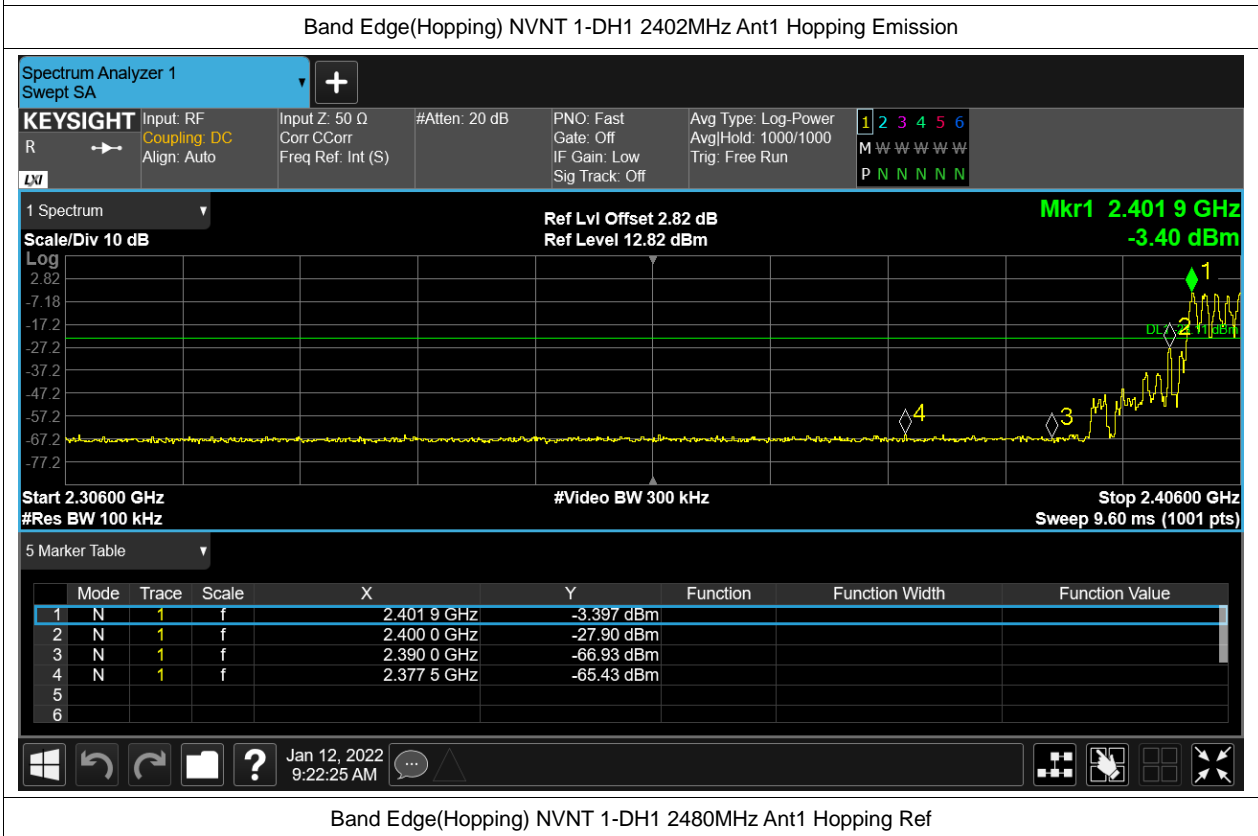 Band Edge(Hopping) NVNT 1-DH1 2402MHz Ant1 Hopping Emission
Spectrum Analyzer 1
Swept SA
+
KEYSIGHT
R
LXI
Input: RF
Coupling: DC
Align: Auto
Input Z: 50 Ω
Corr CCorr
Freq Ref: Int (S)
#Atten: 20 dB
PNO: Fast
Gate: Off
IF Gain: Low
Sig Track: Off
Avg Type: Log-Power
Avg|Hold: 1000/1000
Trig: Free Run
1 2 3 4 5 6
M W W W W W
P N N N N N
1 Spectrum
Scale/Div 10 dB
Ref Lvl Offset 2.82 dB
Ref Level 12.82 dBm
Mkr1 2.401 9 GHz
-3.40 dBm
Log
2.82
-7.18
-17.2
-27.2
-37.2
-47.2
-57.2
-67.2
-77.2
1
2
3
4
Start 2.30600 GHz
#Res BW 100 kHz
#Video BW 300 kHz
Stop 2.40600 GHz
Sweep 9.60 ms (1001 pts)
5 Marker Table
Mode Trace Scale X Y Function Function Width Function Value
1 N 1 f 2.401 9 GHz -3.397 dBm
2 N 1 f 2.400 0 GHz -27.90 dBm
3 N 1 f 2.390 0 GHz -66.93 dBm
4 N 1 f 2.377 5 GHz -65.43 dBm
5
6
?
Jan 12, 2022
9:22:25 AM
Band Edge(Hopping) NVNT 1-DH1 2480MHz Ant1 Hopping Ref